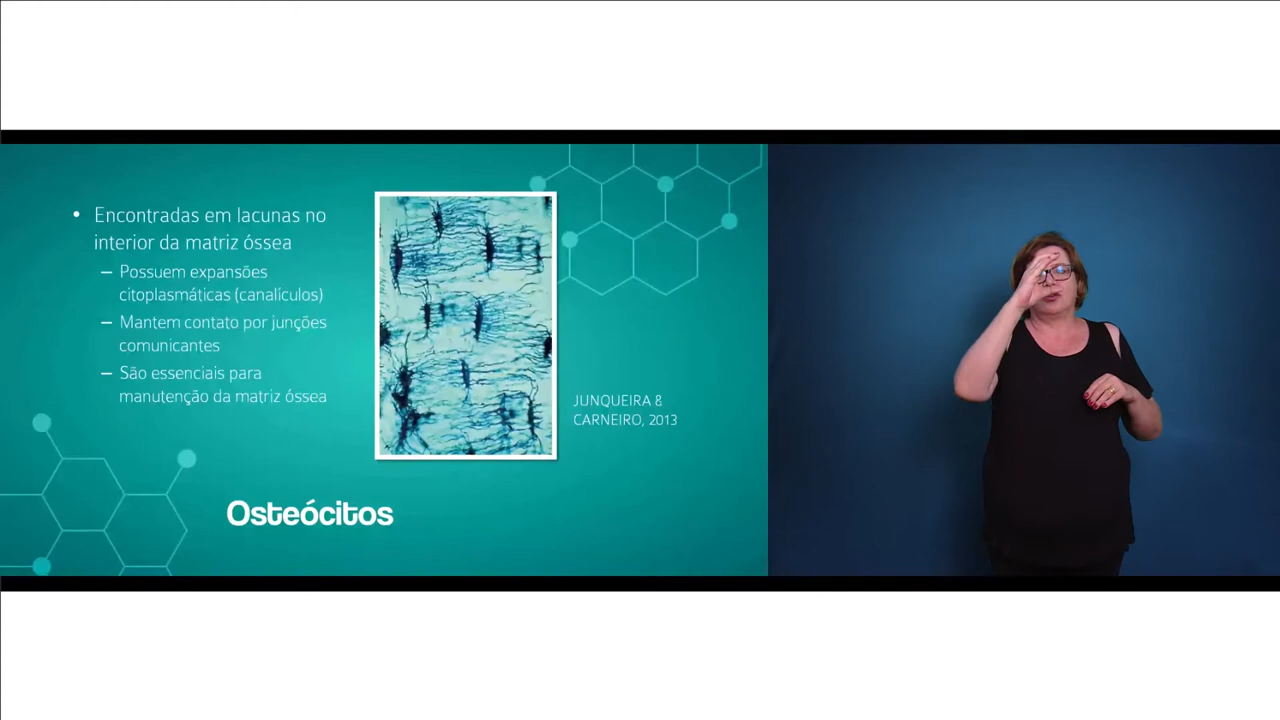 • Encontradas em lacunas no
interior da matriz óssea
– Possuem expansões
citoplasmáticas (canalículos)
– Mantem contato por junções
comunicantes
– São essenciais para
manutenção da matriz óssea
JUNQUEIRA &
CARNEIRO, 2013
Osteócitos